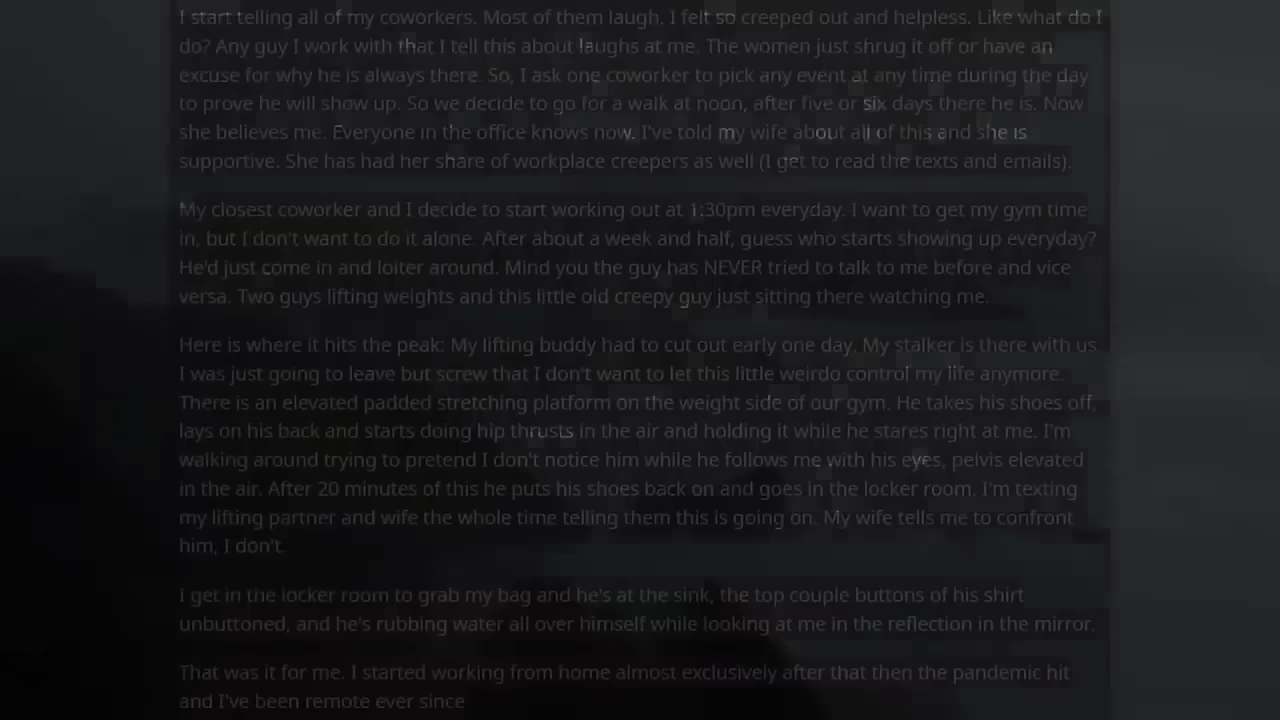 I start telling all of my coworkers. Most of them laugh. I felt so creeped out and helpless. Like what do I
do? Any guy I work with that I tell this about laughs at me. The women just shrug it off or have an
excuse for why he is always there. So, I ask one coworker to pick any event at any time during the day
to prove he will show up. So we decide to go for a walk at noon, after five or six days there he is. Now
she believes me. Everyone in the office knows now. I've told my wife about all of this and she is
supportive. She has had her share of workplace creepers as well (I get to read the texts and emails).
My closest coworker and I decide to start working out at 1:30pm everyday. I want to get my gym time
in, but I don't want to do it alone. After about a week and half, guess who starts showing up everyday?
He'd just come in and loiter around. Mind you the guy has NEVER tried to talk to me before and vice
versa. Two guys lifting weights and this little old creepy guy just sitting there watching me.
Here is where it hits the peak: My lifting buddy had to cut out early one day. My stalker is there with us.
I was just going to leave but screw that I don't want to let this little weirdo control my life anymore.
There is an elevated padded stretching platform on the weight side of our gym. He takes his shoes off,
lays on his back and starts doing hip thrusts in the air and holding it while he stares right at me. I'm
walking around trying to pretend I don't notice him while he follows me with his eyes, pelvis elevated
in the air. After 20 minutes of this he puts his shoes back on and goes in the locker room. I'm texting
my lifting partner and wife the whole time telling them this is going on. My wife tells me to confront
him, I don't.
I get in the locker room to grab my bag and he's at the sink, the top couple buttons of his shirt
unbuttoned, and he's rubbing water all over himself while looking at me in the reflection in the mirror.
That was it for me. I started working from home almost exclusively after that then the pandemic hit
and I've been remote ever since